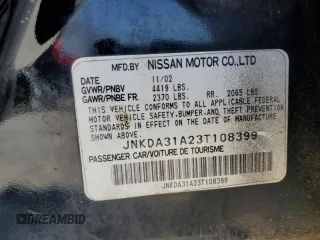 MFD.BY NISSAN MOTOR CO.,LTD
DATE 11/02
GVWR/PNBV 4419 LBS.
GAWR/PNBE FR. 2370 LBS. RR. 2065 LBS.
THIS VEHICLE CONFORMS TO ALL APPLICABLE FEDERAL
MOTOR VEHICLE SAFETY,BUMPER,AND THEFT PREVENTION
STANDARDS IN EFFECT ON THE DATE OF MANUFACTURE
SHOWN ABOVE.
JNKDA31A23T108399
PASSENGER CAR/VOITURE DE TOURISME
JNKDA31A23T108399
DREAMBID